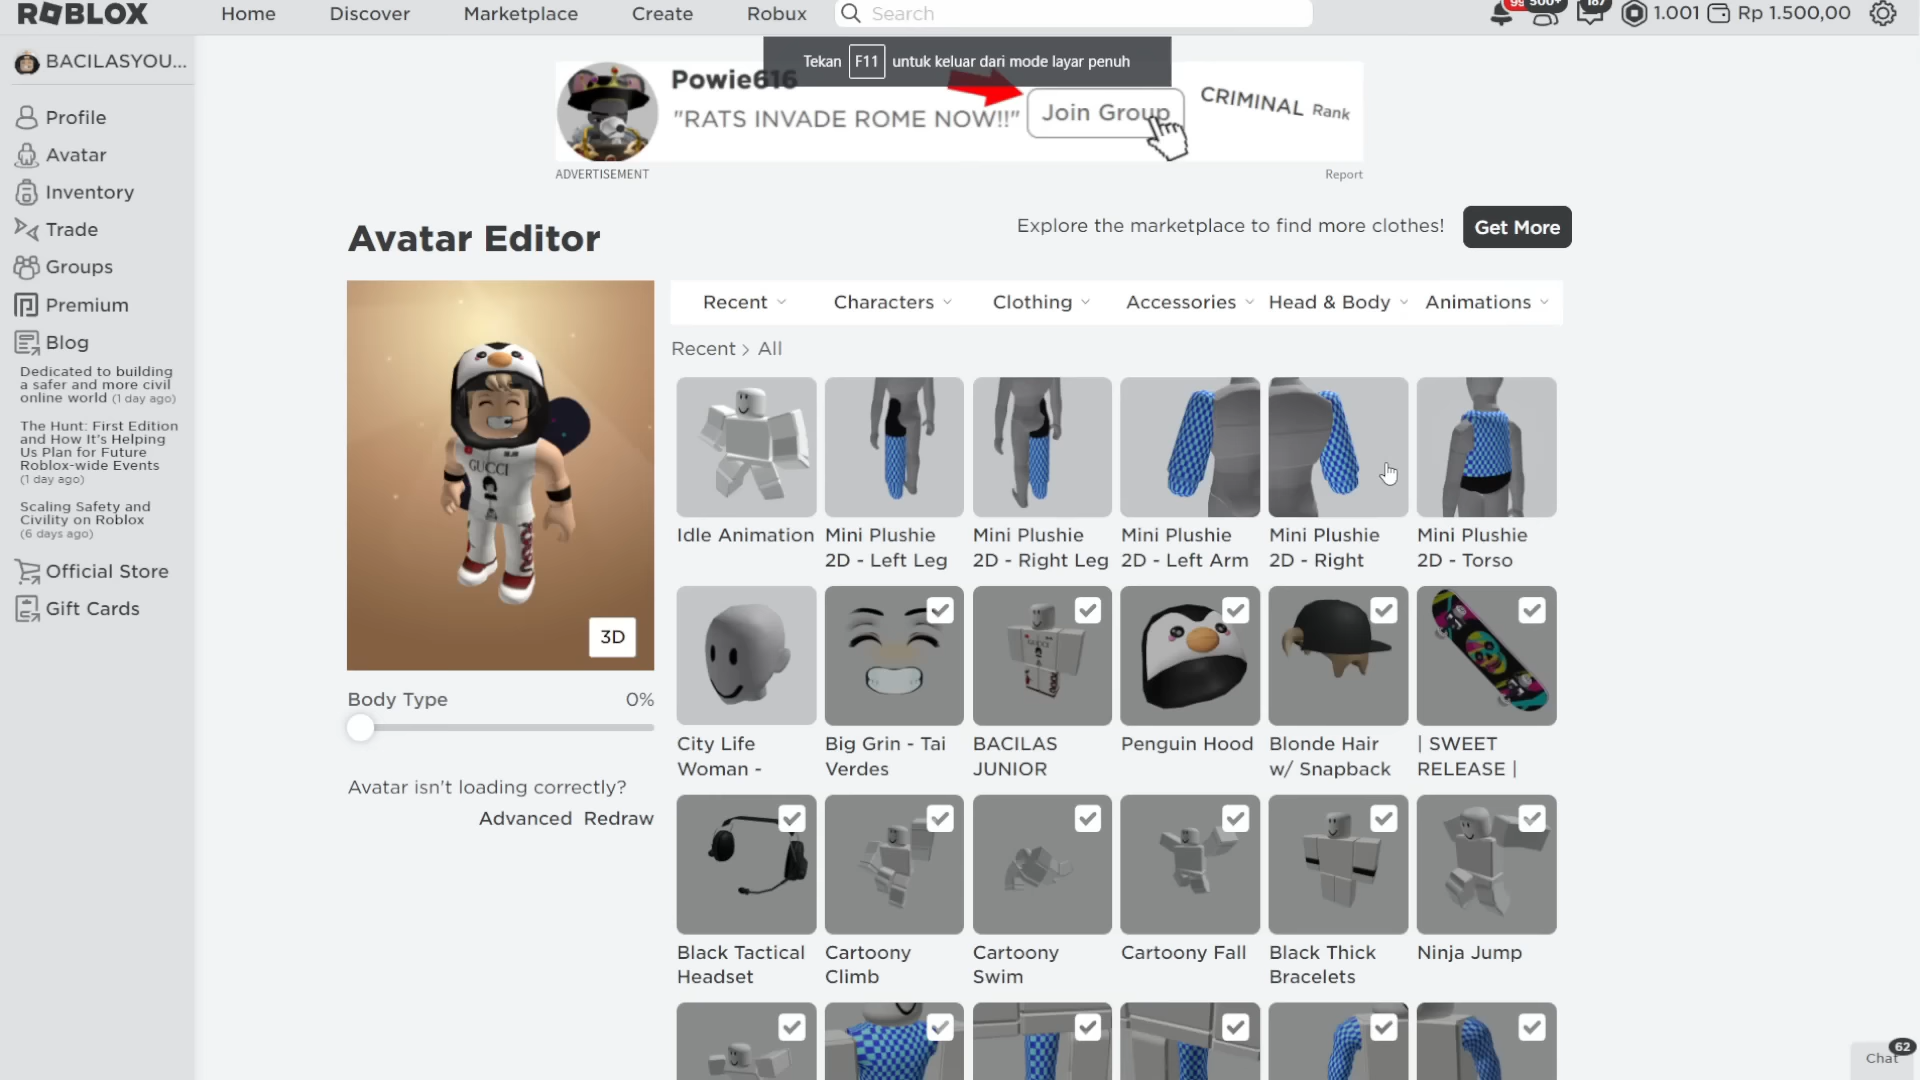 ROBLOX
Home
Discover
Marketplace
Create
Robux
Search
99
500+
187
1.001
Rp 1.500,00
BACILASYOU...
Profile
Avatar
Inventory
Trade
Groups
Premium
Blog
Dedicated to building
a safer and more civil
online world (1 day ago)
The Hunt: First Edition
and How It's Helping
Us Plan for Future
Roblox-wide Events
(1 day ago)
Scaling Safety and
Civility on Roblox
(6 days ago)
Official Store
Gift Cards
Tekan F11 untuk keluar dari mode layar penuh
Powie616
"RATS INVADE ROME NOW!!"
Join Group
CRIMINAL Rank
ADVERTISEMENT
Report
Avatar Editor
Explore the marketplace to find more clothes!
Get More
GUCCI
3D
Body Type
0%
Avatar isn't loading correctly?
Advanced
Redraw
Recent
Characters
Clothing
Accessories
Head & Body
Animations
Recent > All
Idle Animation
Mini Plushie
2D - Left Leg
Mini Plushie
2D - Right Leg
Mini Plushie
2D - Left Arm
Mini Plushie
2D - Right
Mini Plushie
2D - Torso
City Life
Woman -
Big Grin - Tai
Verdes
GUCCI
BACILAS
JUNIOR
Penguin Hood
Blonde Hair
w/ Snapback
| SWEET
RELEASE |
Black Tactical
Headset
Cartoony
Climb
Cartoony
Swim
Cartoony Fall
Black Thick
Bracelets
Ninja Jump
Chat
62